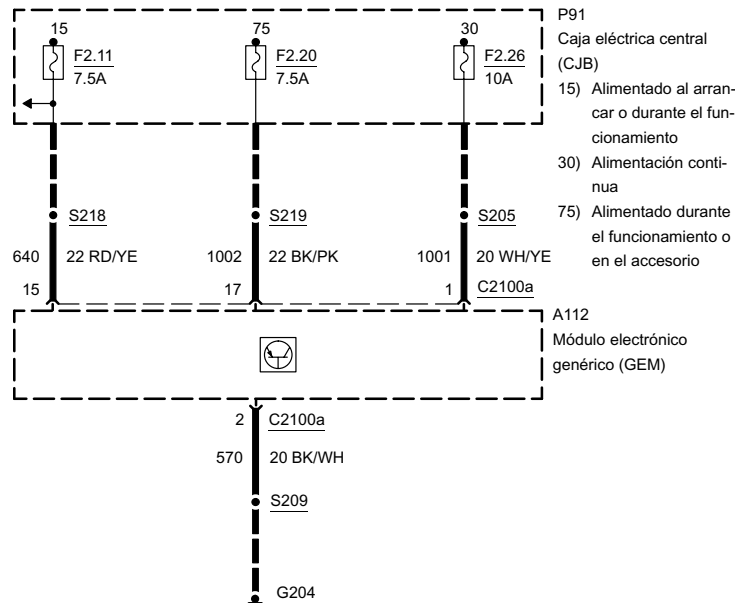 P91
Caja eléctrica central
(CJB)
15) Alimentado al arran-
car o durante el fun-
cionamiento
30) Alimentación conti-
nua
75) Alimentado durante
el funcionamiento o
en el accesorio
15 75 30
F2.11 F2.20 F2.26
7.5A 7.5A 10A
S218 S219 S205
640 22 RD/YE 1002 22 BK/PK 1001 20 WH/YE
15 17 1 C2100a
A112
Módulo electrónico
genérico (GEM)
2 C2100a
570 20 BK/WH
S209
G204